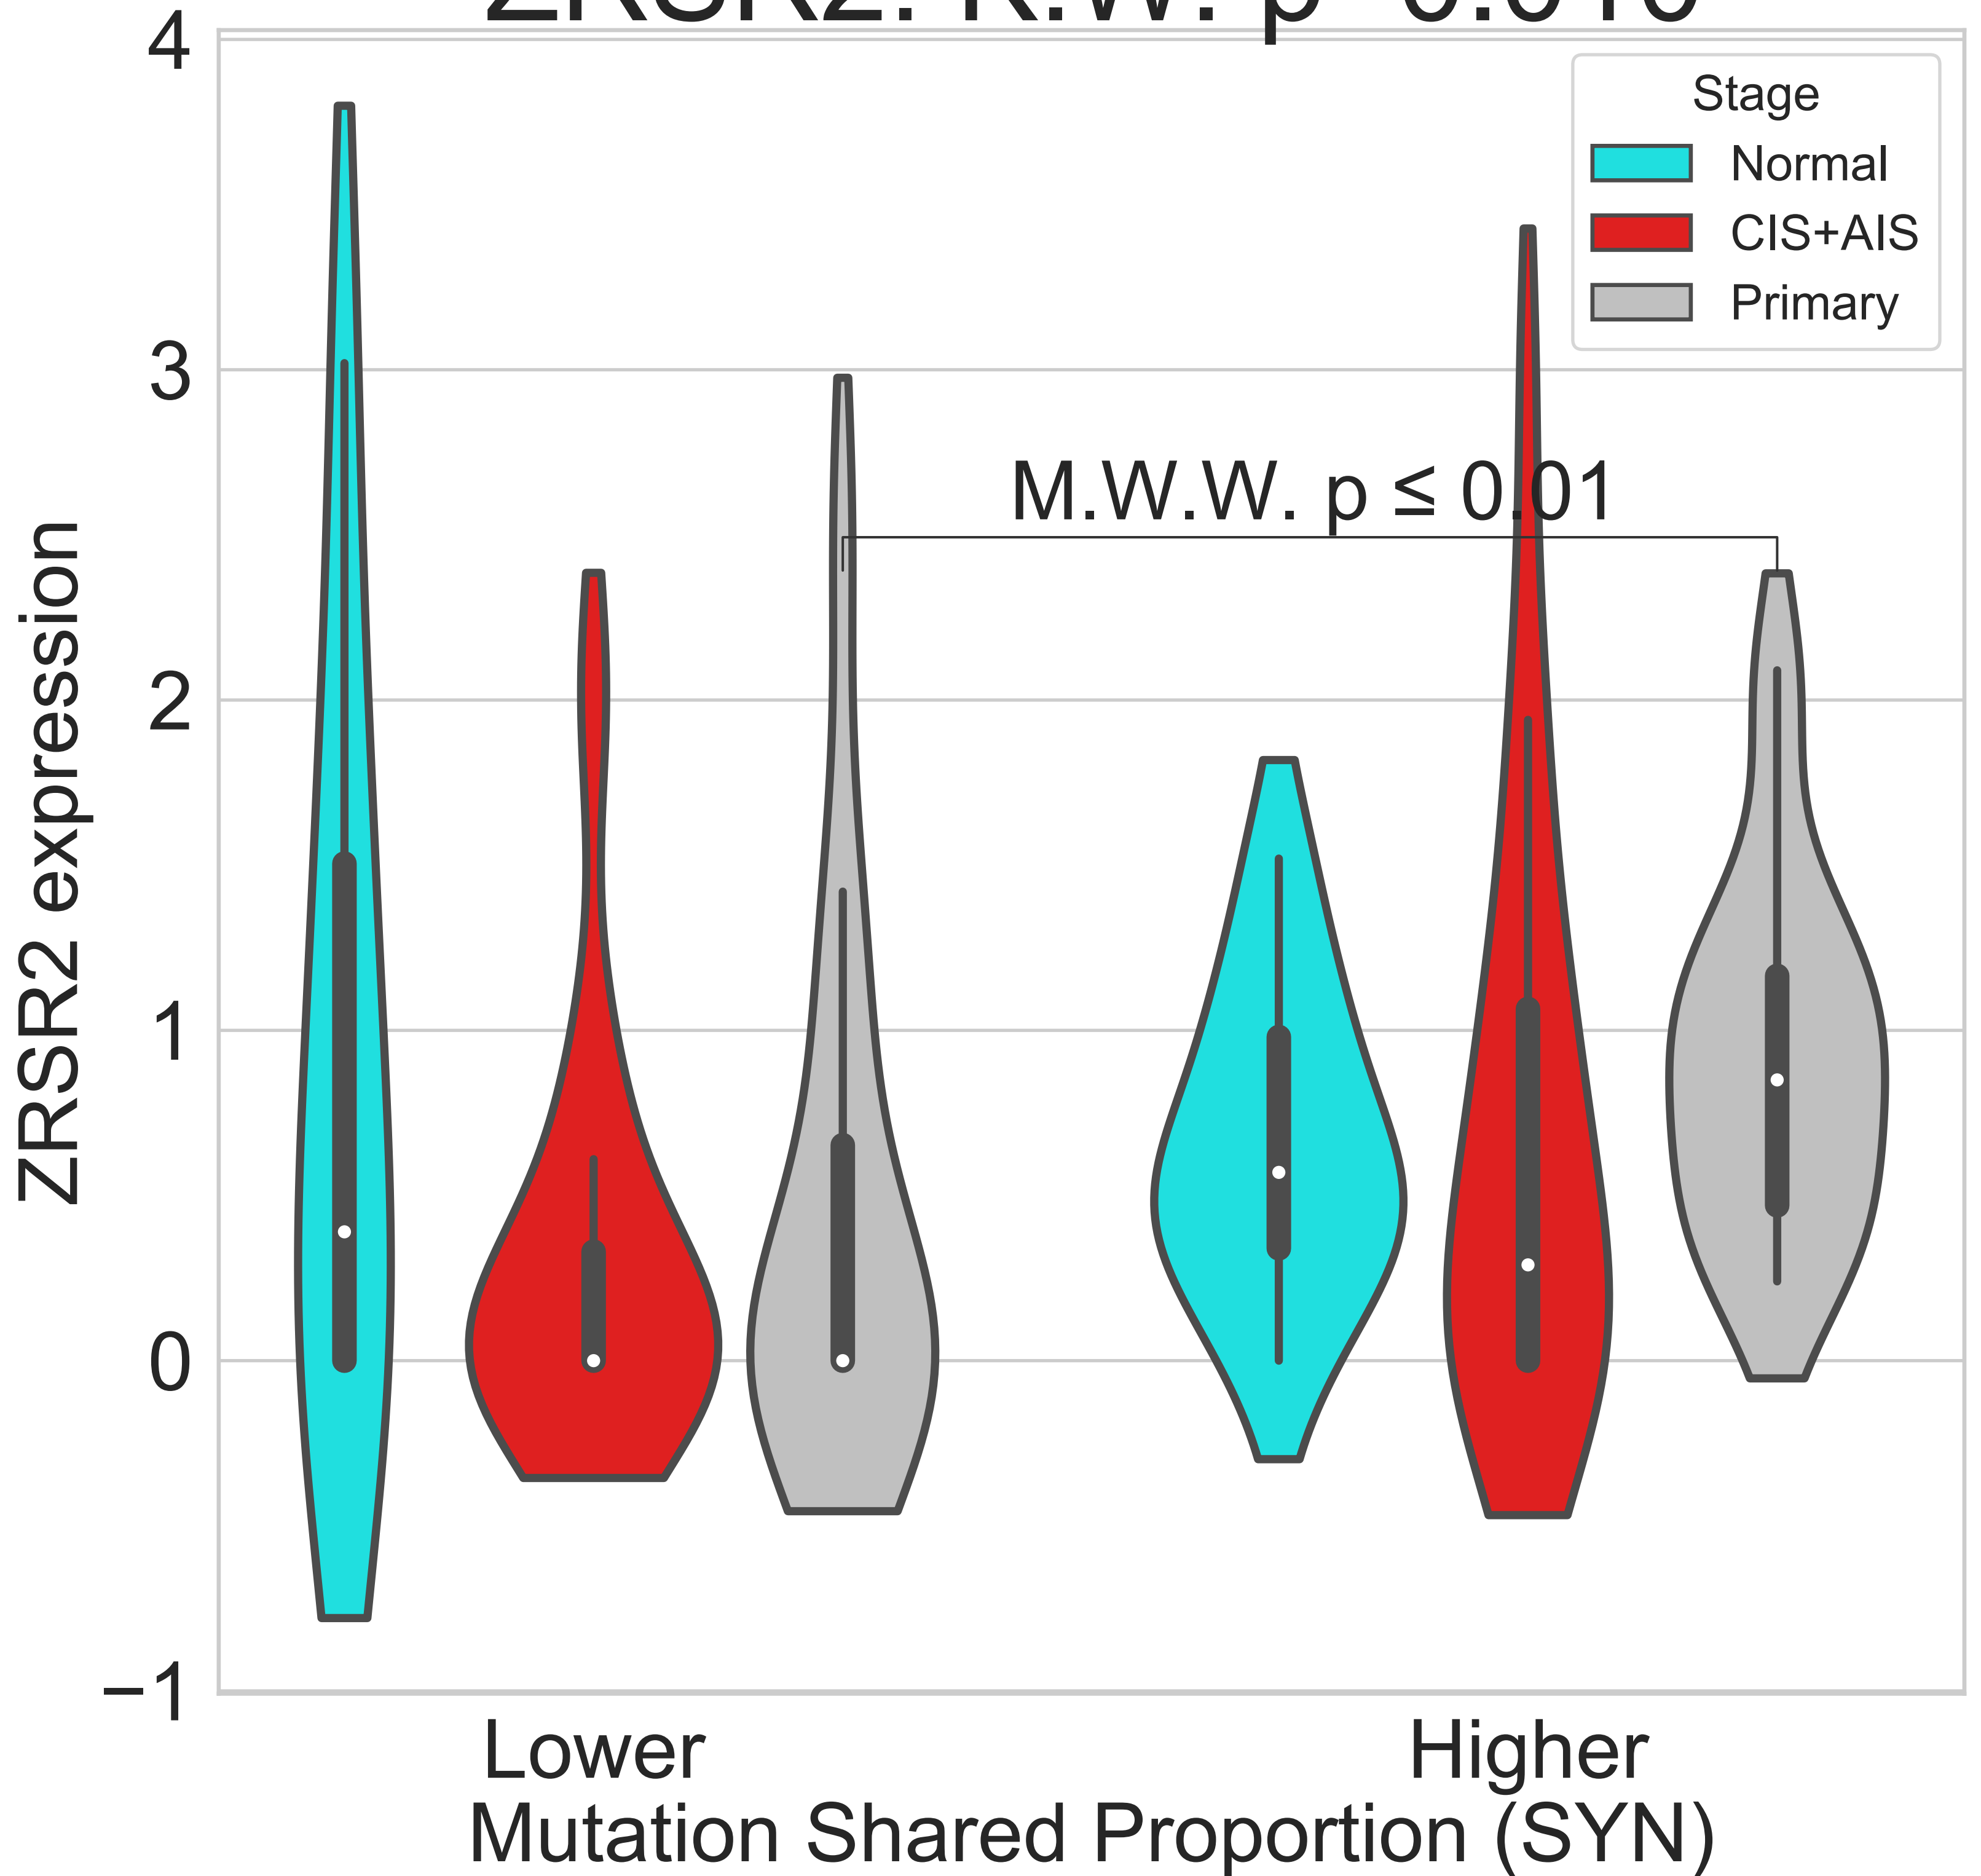 4
3
2
1
0
−1
ZRSR2 expression
Stage
Normal
CIS+AIS
Primary
M.W.W. p ≤ 0.01
Lower
Higher
Mutation Shared Proportion (SYN)